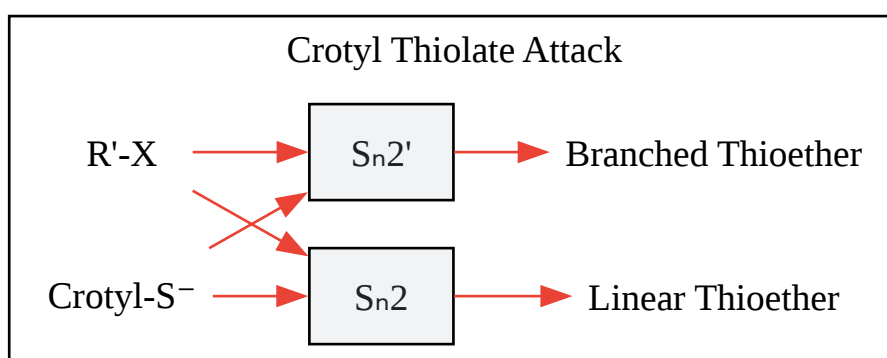 Crotyl Thiolate Attack
R'-X
Sₙ2'
Branched Thioether
Crotyl-S⁻
Sₙ2
Linear Thioether